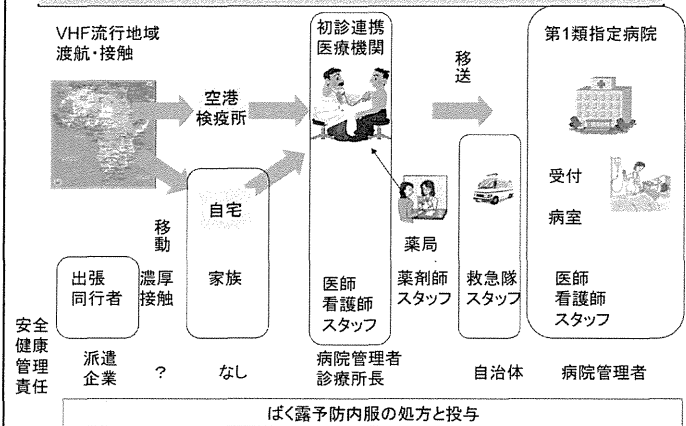 VHF流行地域
渡航・接触
初診連携
医療機関
第1類指定病院
移送
空港
検疫所
自宅
移動
薬局
受付
病室
出張
同行者
濃厚
接触
家族
医師
看護師
スタッフ
薬剤師
スタッフ
救急隊
スタッフ
医師
看護師
スタッフ
安全
健康
管理
責任
派遣
企業
?
なし
病院管理者
診療所長
自治体
病院管理者
ばく露予防内服の処方と投与